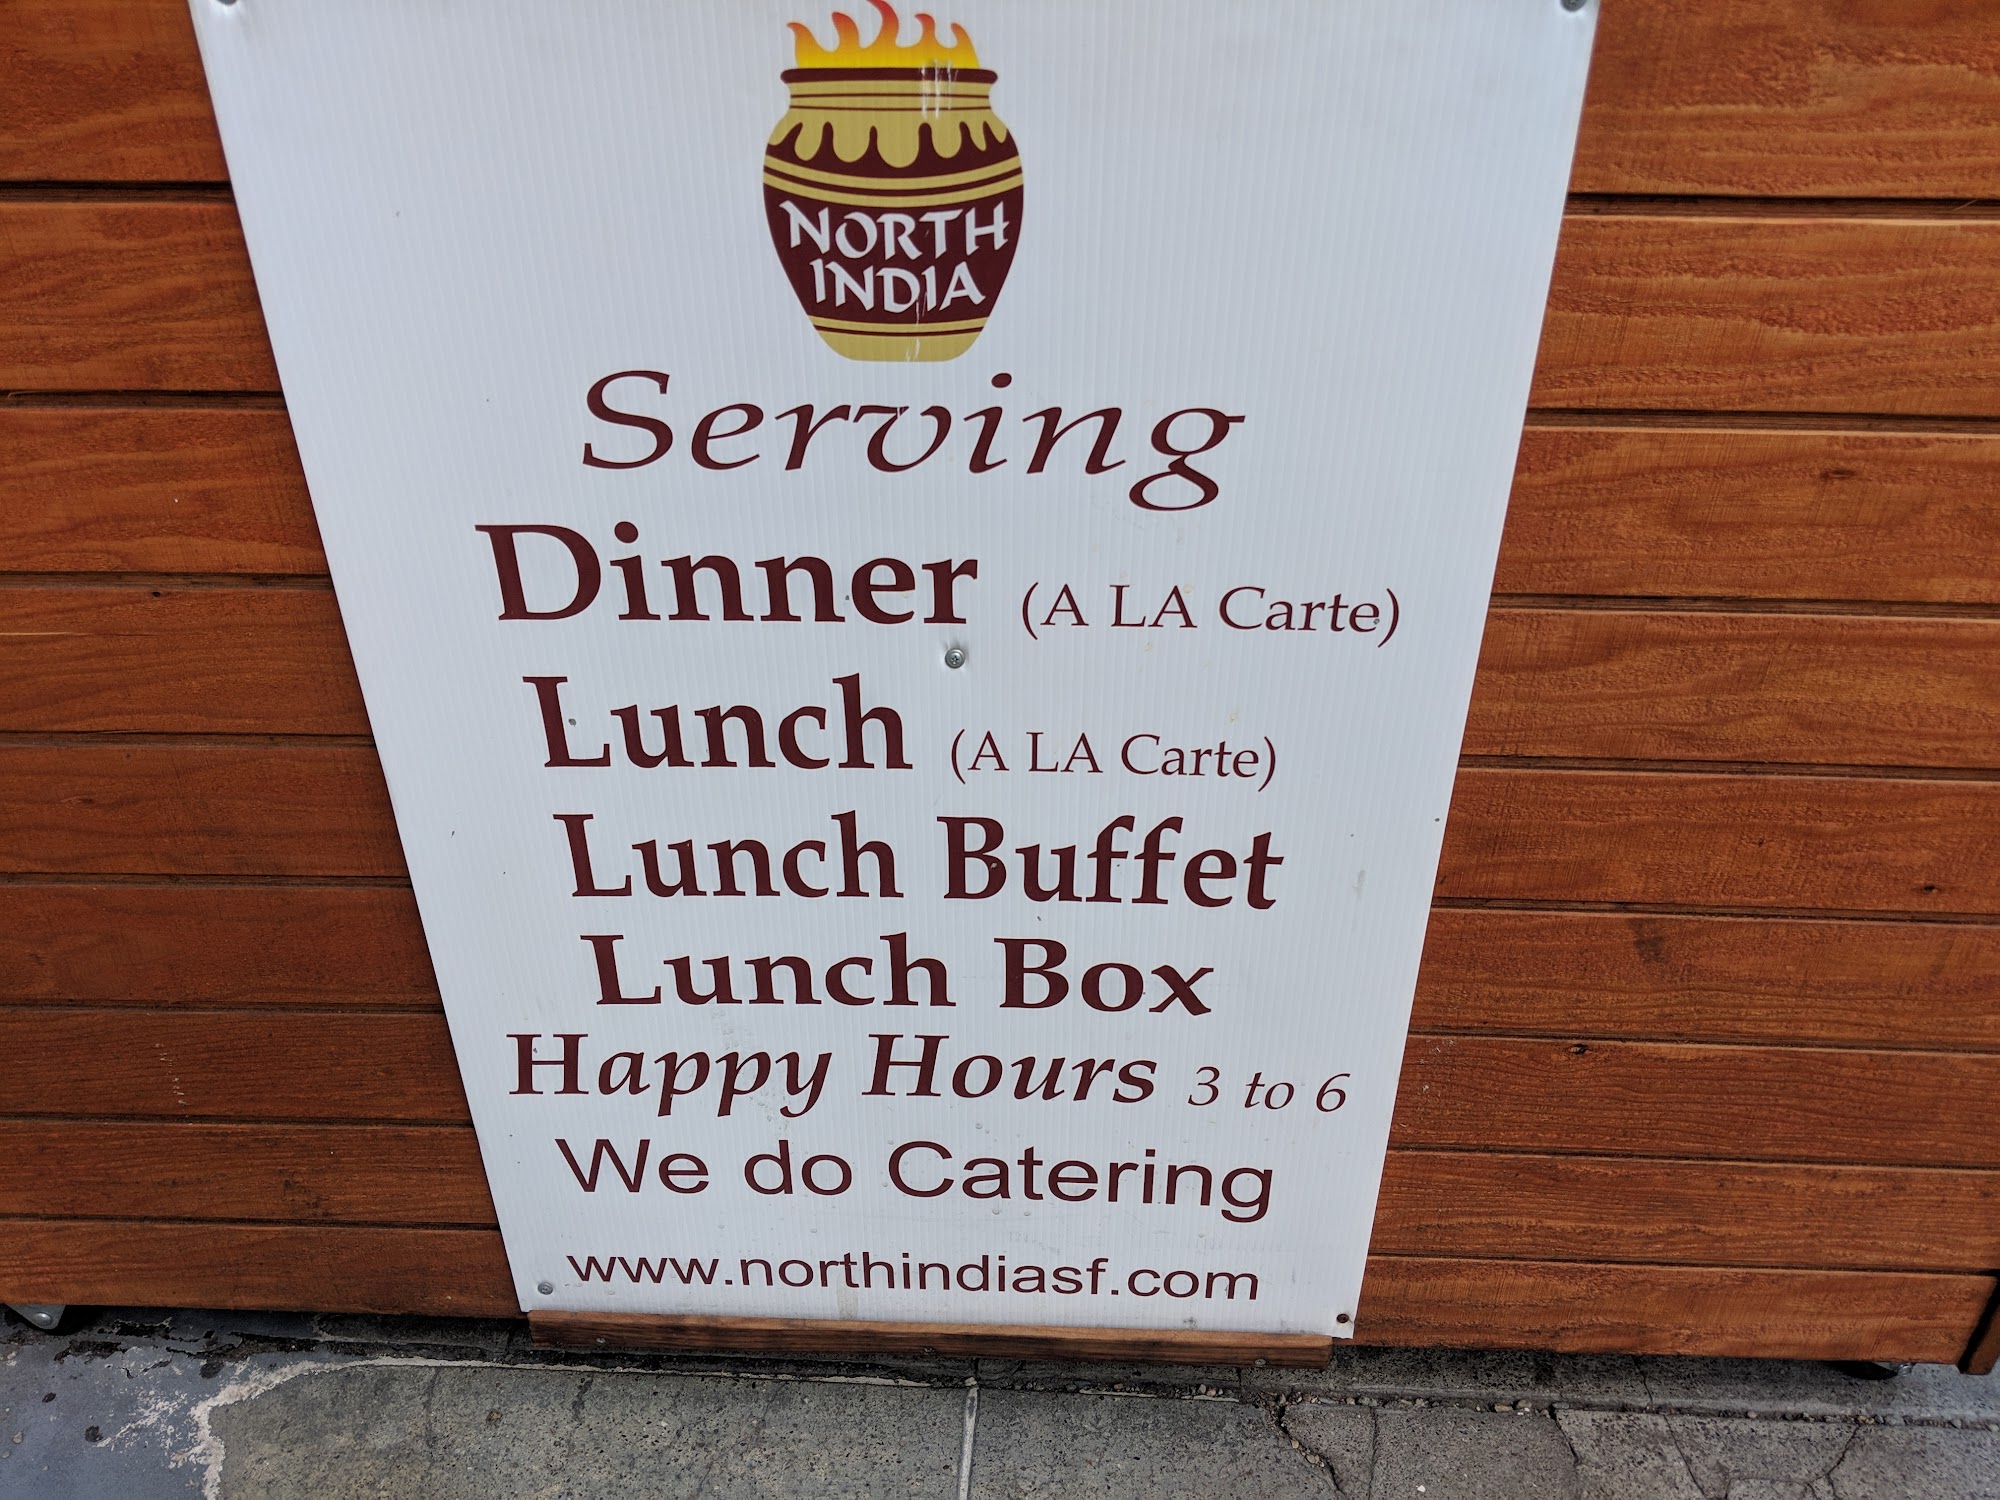 NORTH
INDIA
Serving
Dinner (A LA Carte)
Lunch (A LA Carte)
Lunch Buffet
Lunch Box
Happy Hours 3 to 6
We do Catering
www.northindiasf.com